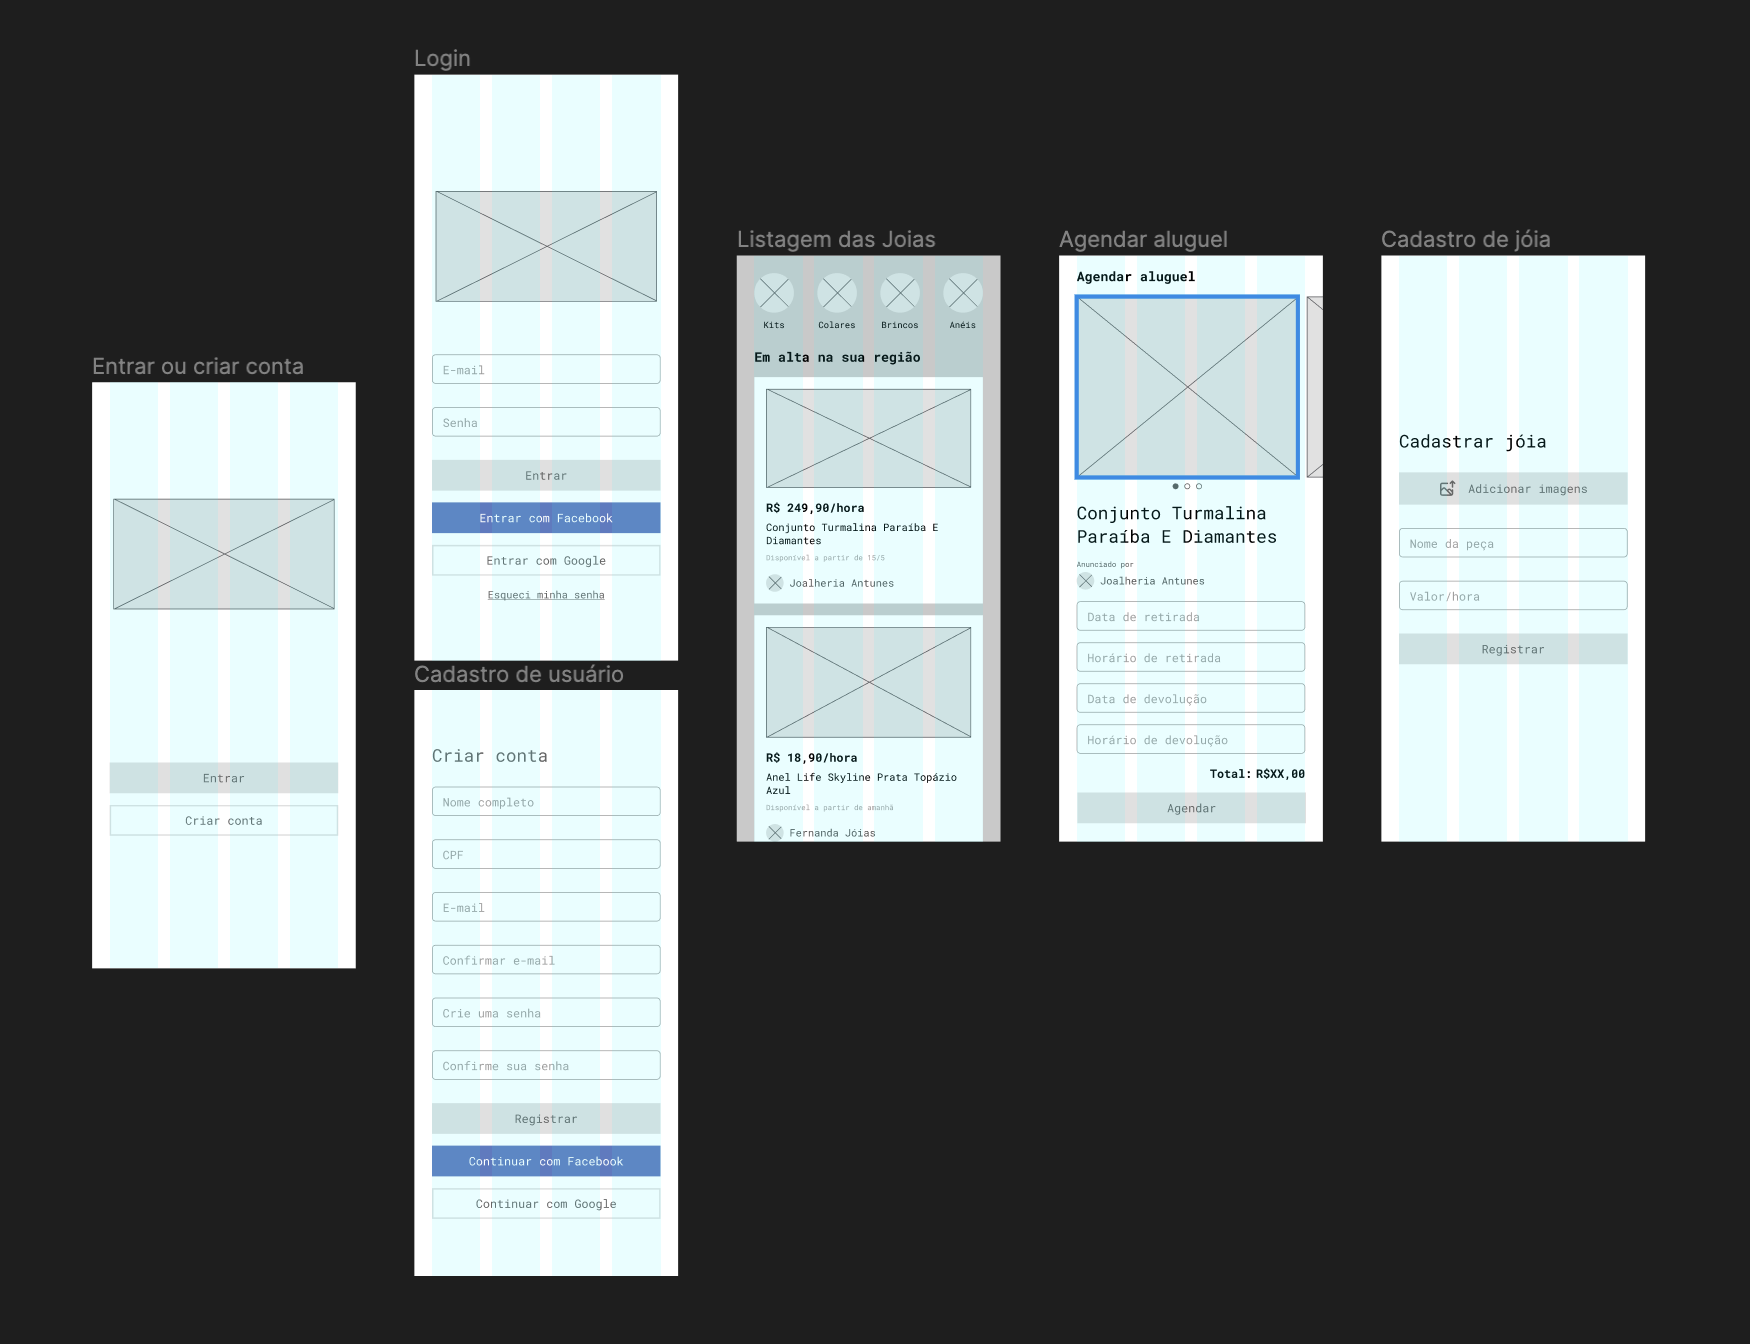 Entrar ou criar conta
Entrar
Criar conta
Login
E-mail
Senha
Entrar
Entrar com Facebook
Entrar com Google
Esqueci minha senha
Cadastro de usuário
Criar conta
Nome completo
CPF
E-mail
Confirmar e-mail
Crie uma senha
Confirme sua senha
Registrar
Continuar com Facebook
Continuar com Google
Listagem das Joias
Kits Colares Brincos Anéis
Em alta na sua região
R$ 249,90/hora
Conjunto Turmalina Paraíba E
Diamantes
Disponível a partir de 15/5
Joalheria Antunes
R$ 18,90/hora
Anel Life Skyline Prata Topázio
Azul
Disponível a partir de amanhã
Fernanda Jóias
Agendar aluguel
Agendar aluguel
Conjunto Turmalina
Paraíba E Diamantes
Anunciado por
Joalheria Antunes
Data de retirada
Horário de retirada
Data de devolução
Horário de devolução
Total: R$XX,00
Agendar
Cadastro de jóia
Cadastrar jóia
Adicionar imagens
Nome da peça
Valor/hora
Registrar